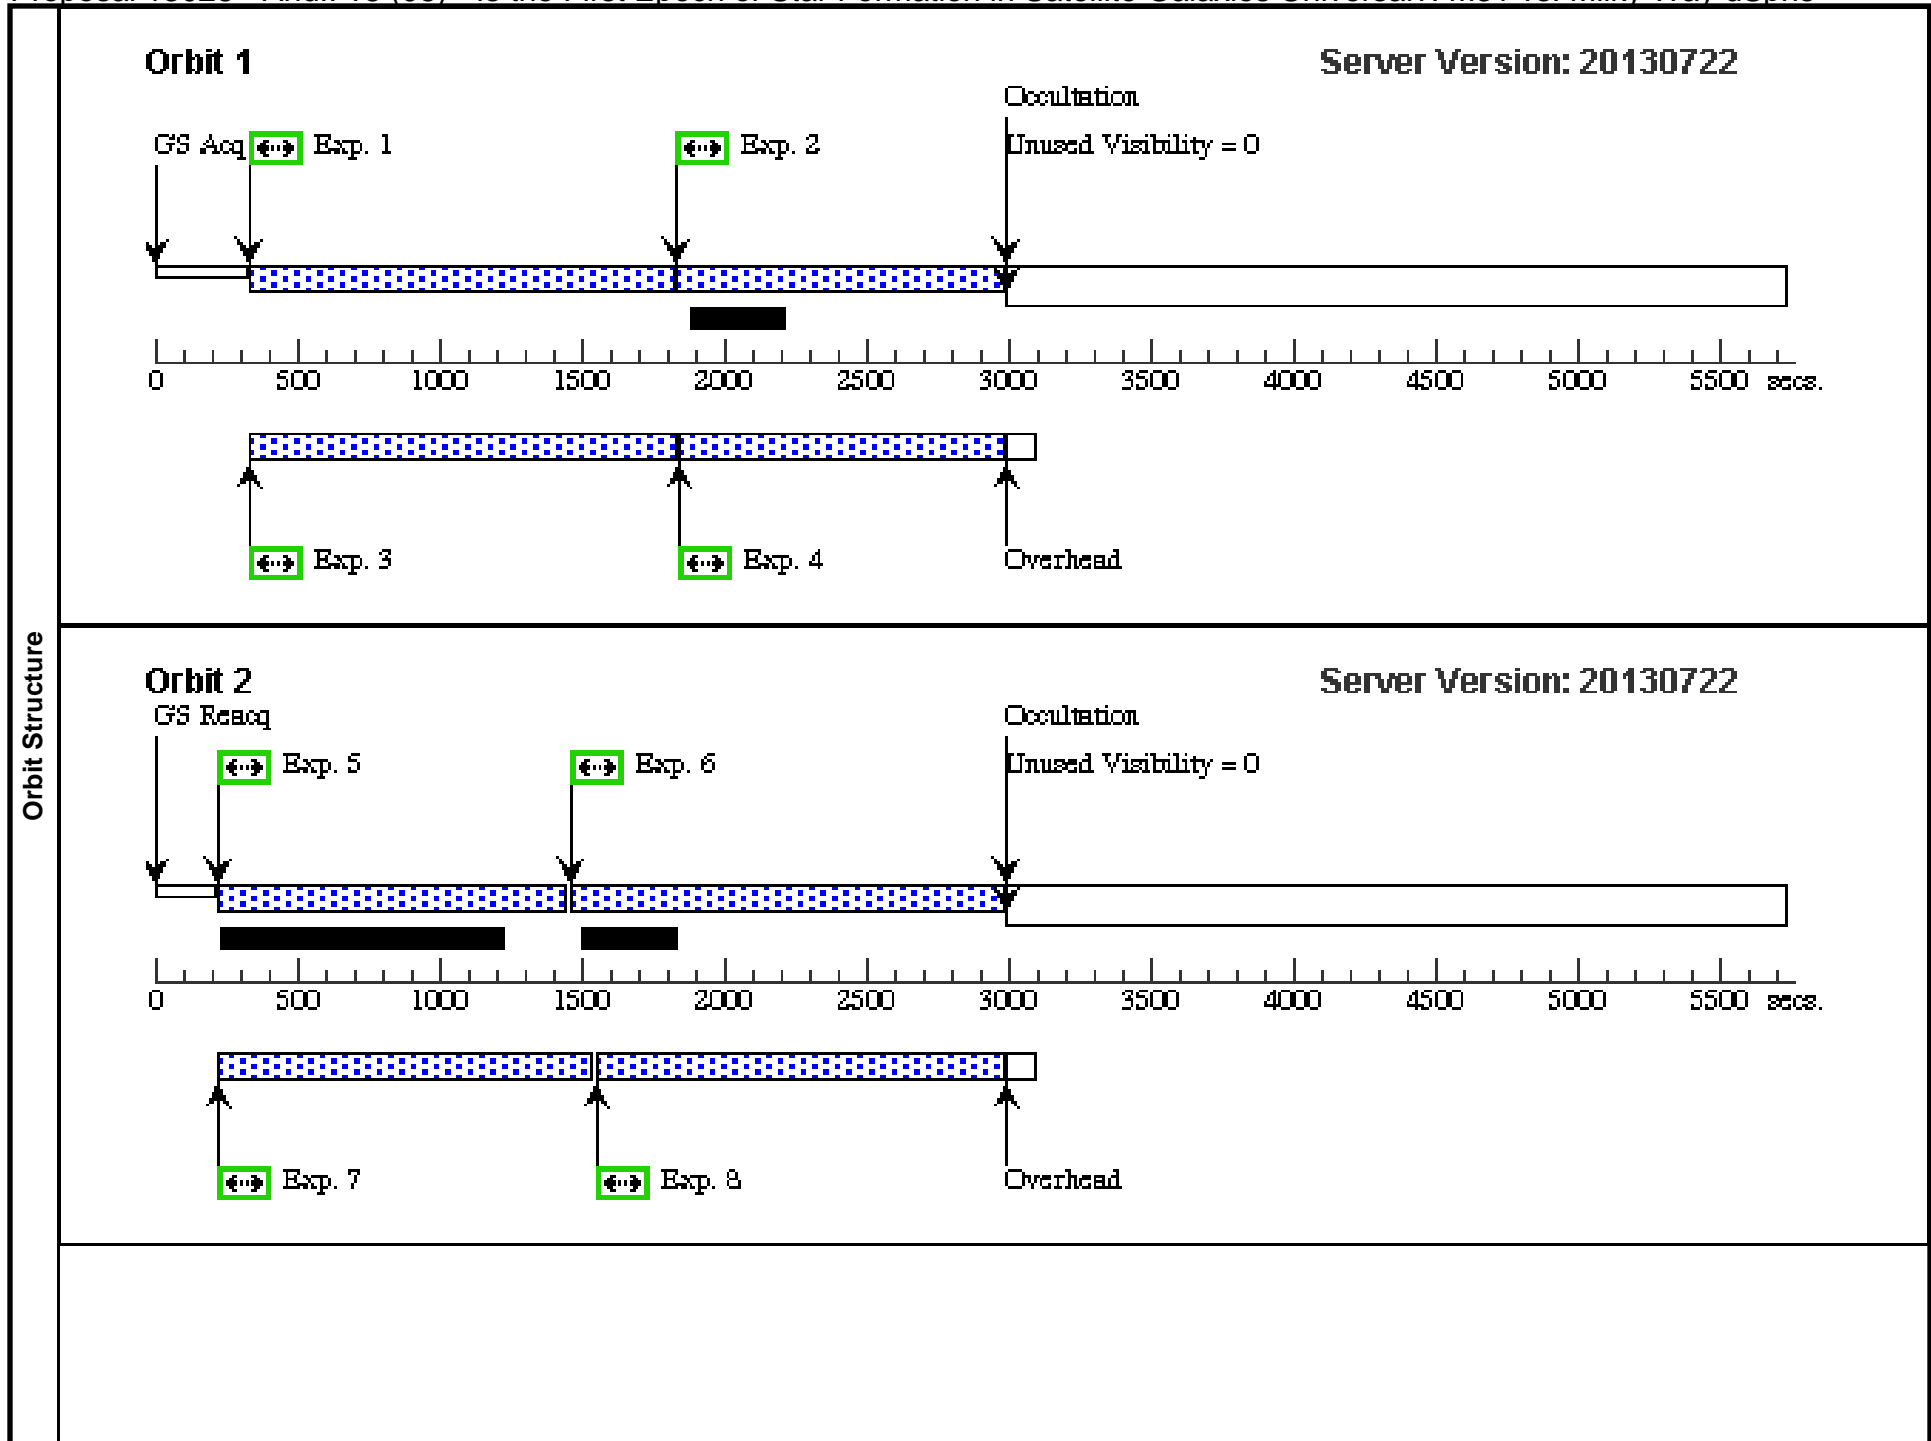 Orbit Structure
Orbit 1
Server Version: 20130722
Occultation
GS Acq Exp. 1 Exp. 2 Unused Visibility = 0
0 500 1000 1500 2000 2500 3000 3500 4000 4500 5000 5500 secs.
Exp. 3 Exp. 4 Overhead
Orbit 2
Server Version: 20130722
GS Reacq Occultation
Exp. 5 Exp. 6 Unused Visibility = 0
0 500 1000 1500 2000 2500 3000 3500 4000 4500 5000 5500 secs.
Exp. 7 Exp. 8 Overhead